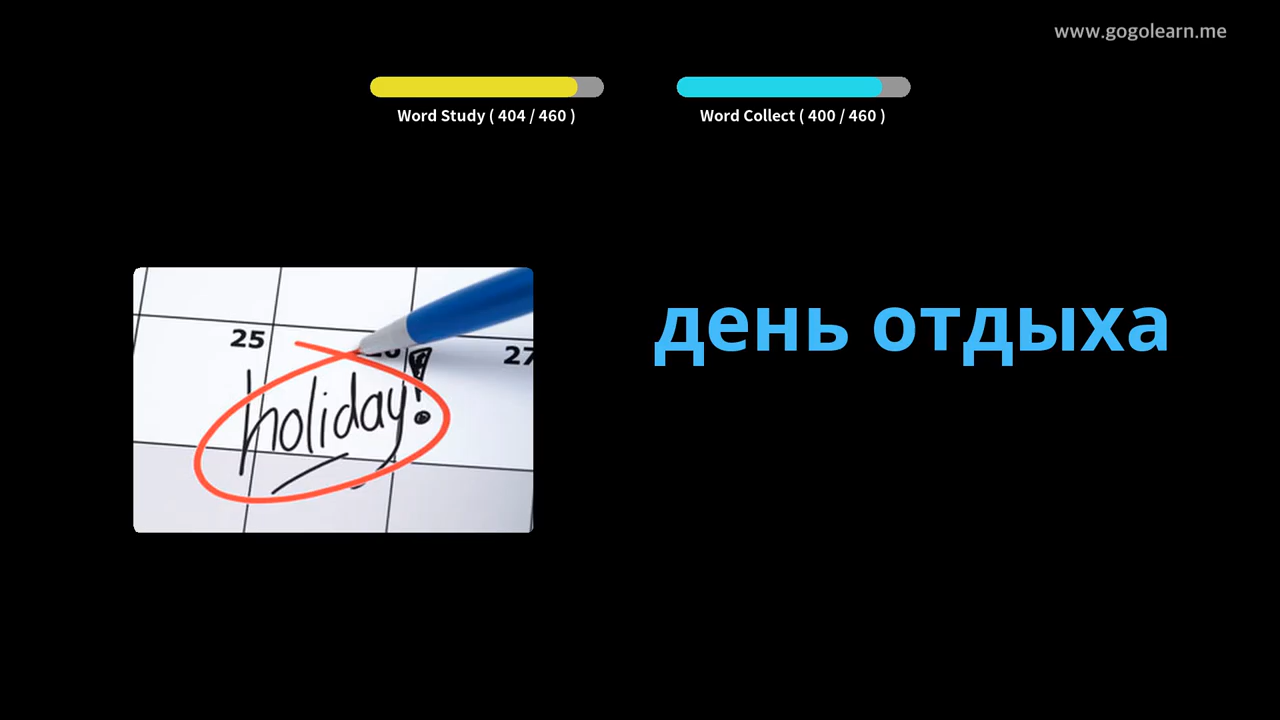 www.gogolearn.me
Word Study ( 404 / 460 )
Word Collect ( 400 / 460 )
день отдыха
25
27
holiday!